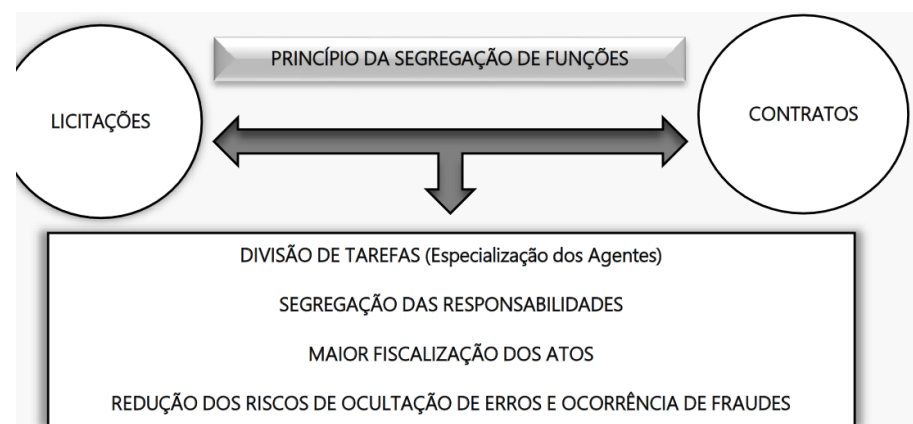 PRINCÍPIO DA SEGREGAÇÃO DE FUNÇÕES
LICITAÇÕES
CONTRATOS
DIVISÃO DE TAREFAS (Especialização dos Agentes)
SEGREGAÇÃO DAS RESPONSABILIDADES
MAIOR FISCALIZAÇÃO DOS ATOS
REDUÇÃO DOS RISCOS DE OCULTAÇÃO DE ERROS E OCORRÊNCIA DE FRAUDES